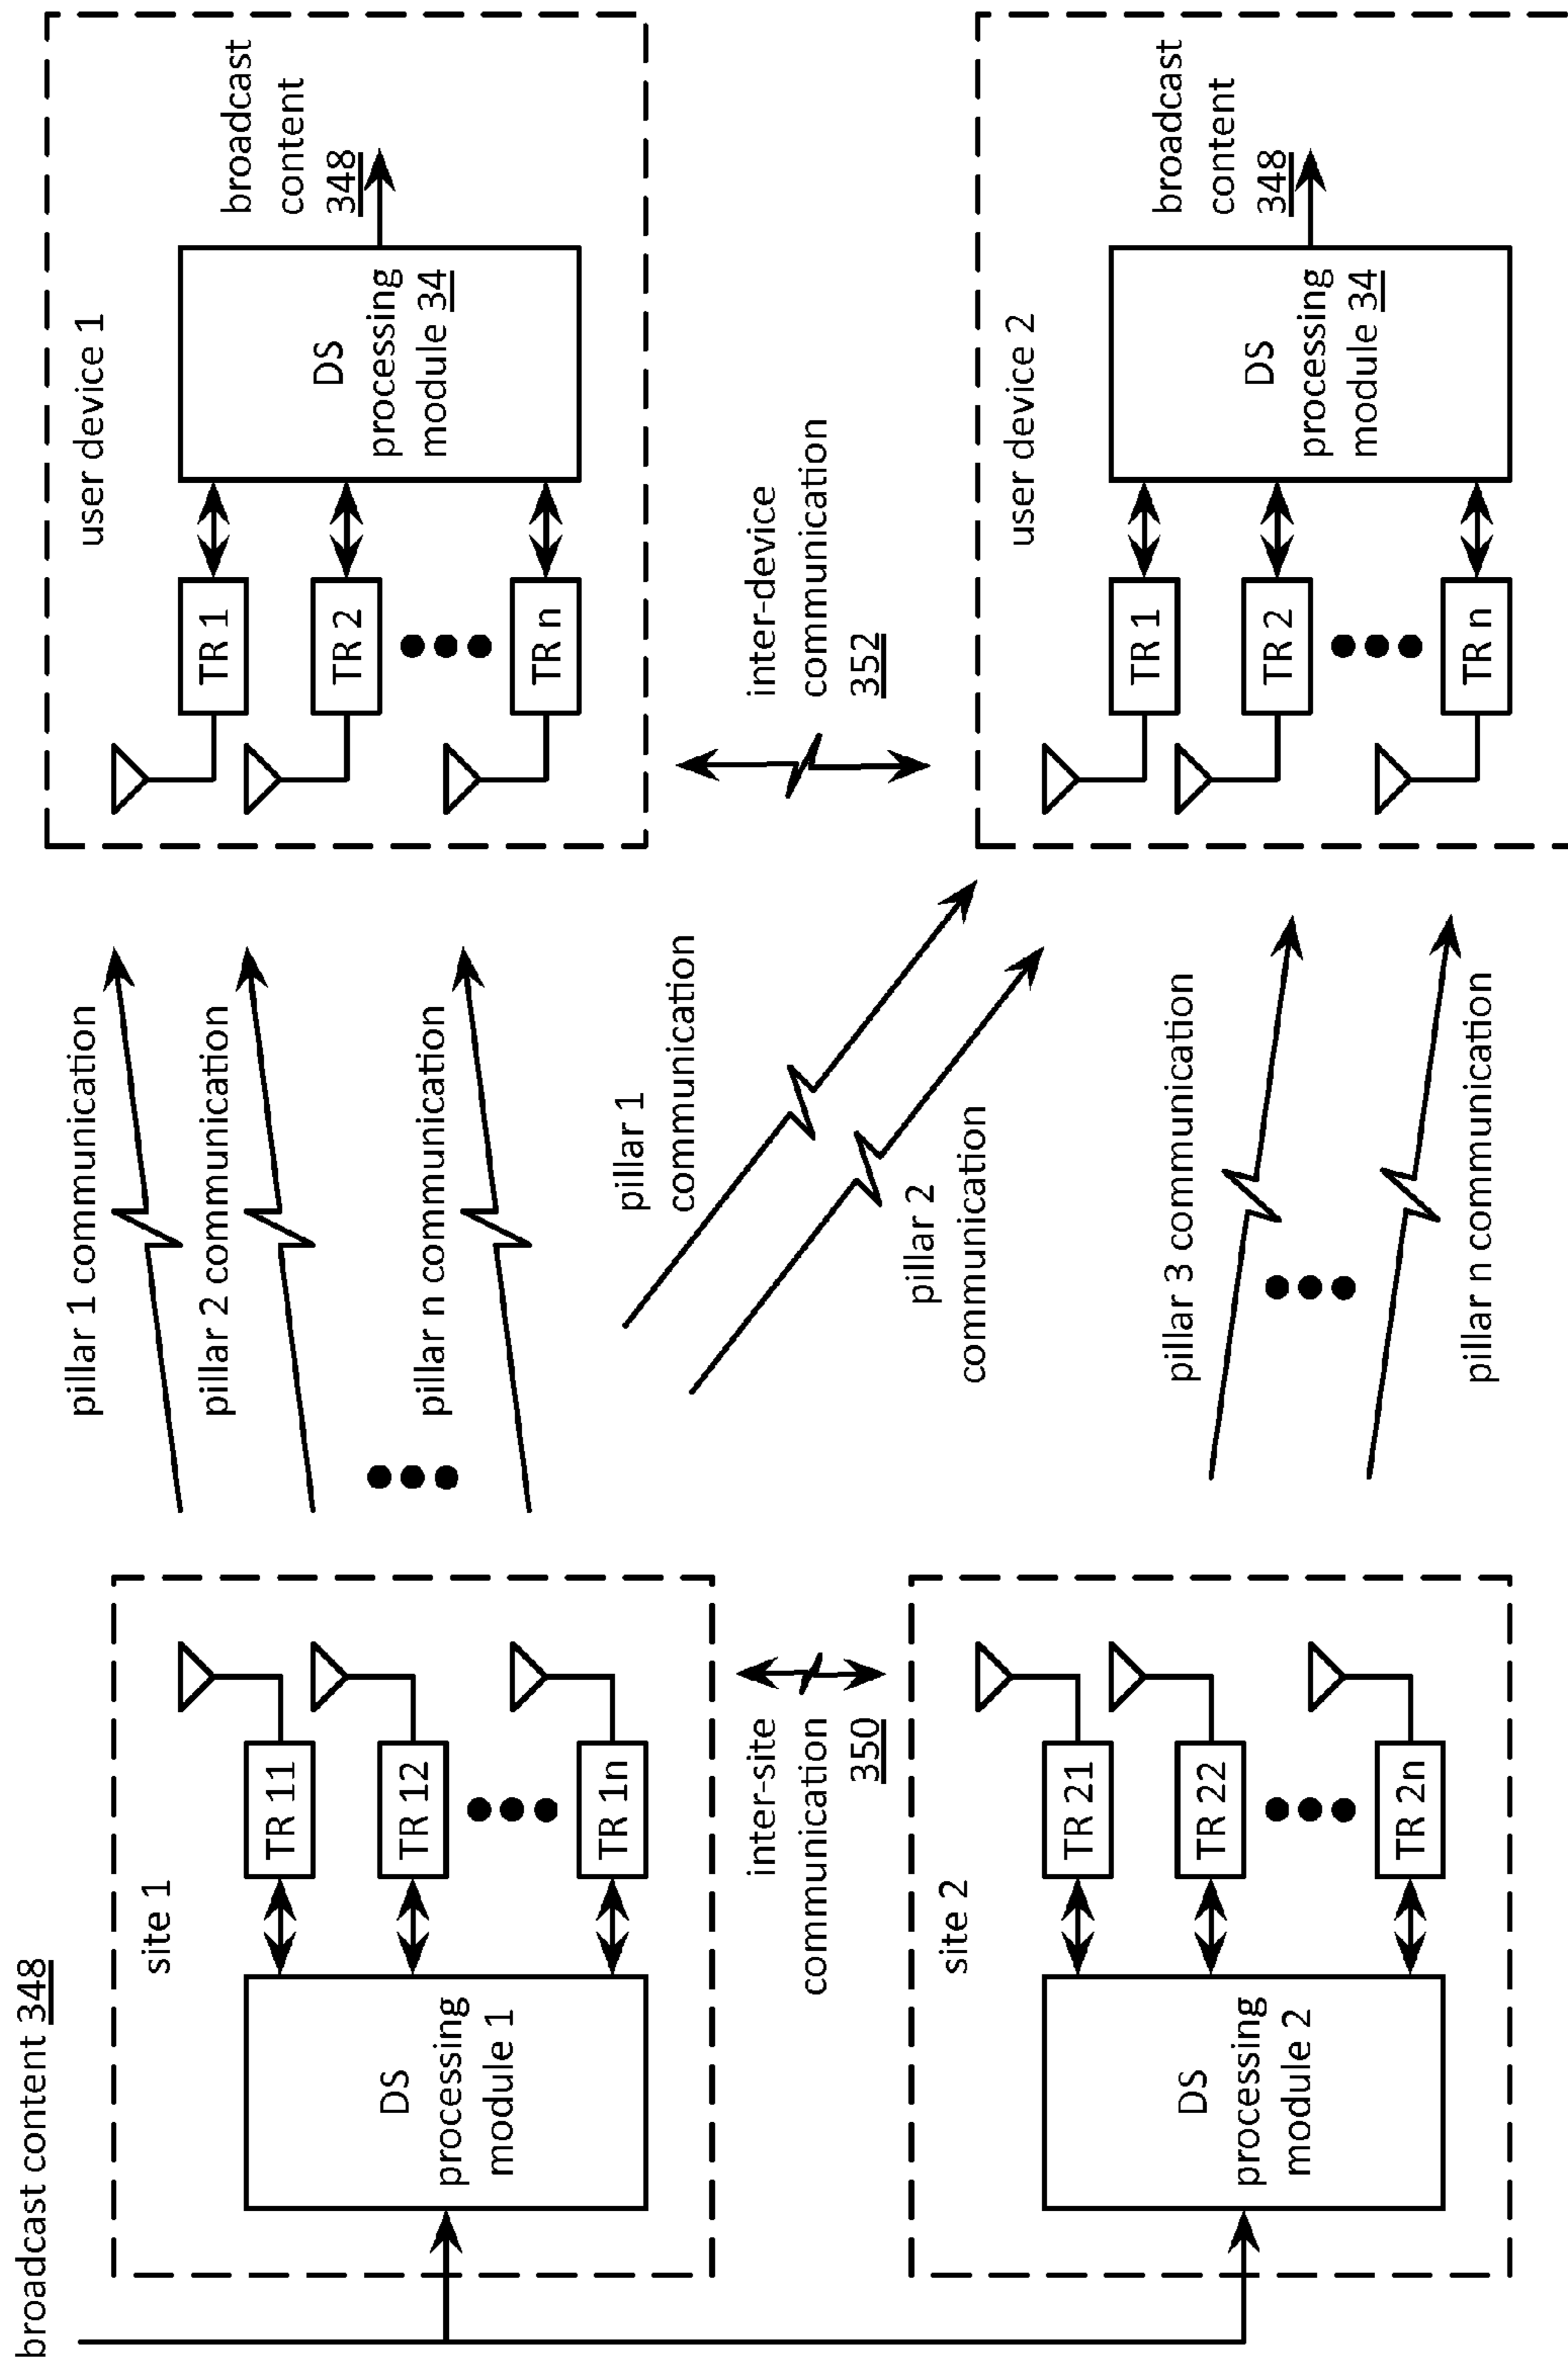 broadcast content 348
site 1
DS
processing
module 1
TR 11
TR 12
TR 1n
inter-site
communication
350
site 2
DS
processing
module 2
TR 21
TR 22
TR 2n
pillar 1 communication
pillar 2 communication
pillar n communication
pillar 1
communication
pillar 2
communication
pillar 3 communication
pillar n communication
user device 1
TR 1
TR 2
TR n
DS
processing
module 34
broadcast
content
348
inter-device
communication
352
user device 2
TR 1
TR 2
TR n
DS
processing
module 34
broadcast
content
348